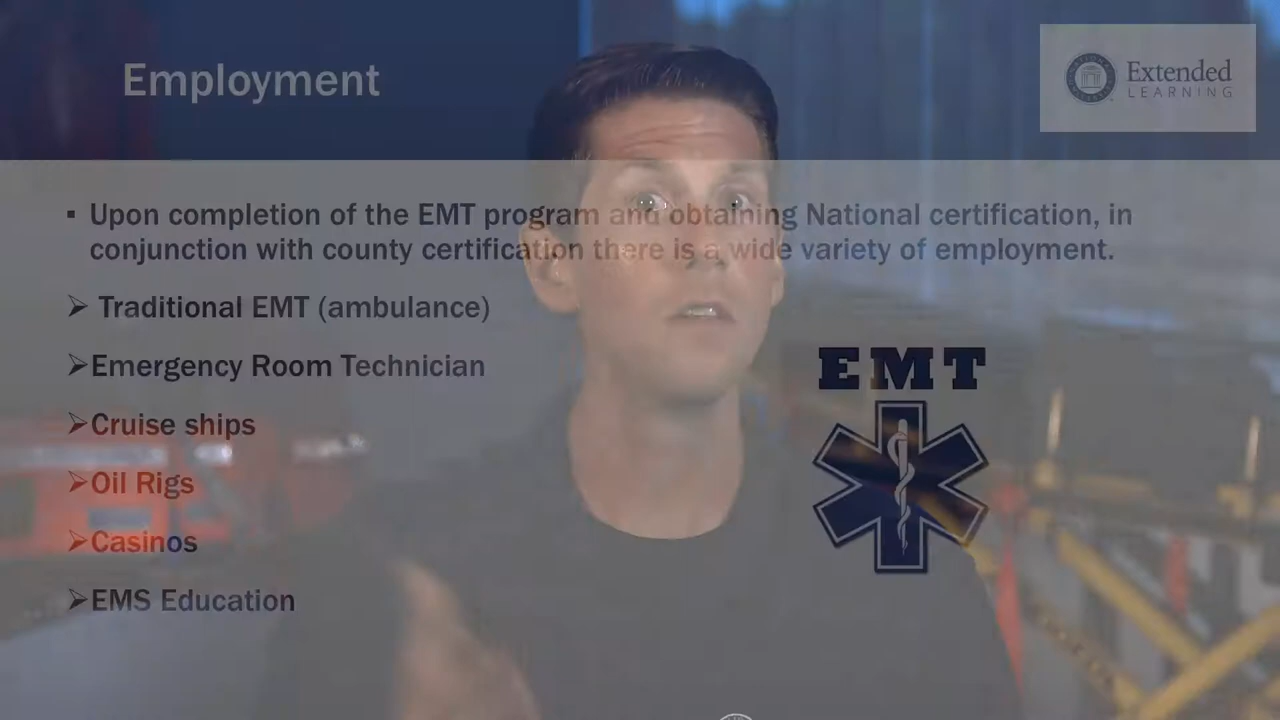 Employment
Extended
LEARNING
▪ Upon completion of the EMT program and obtaining National certification, in
conjunction with county certification there is a wide variety of employment.
➢ Traditional EMT (ambulance)
➢Emergency Room Technician
➢Cruise ships
➢Oil Rigs
➢Casinos
➢EMS Education
EMT